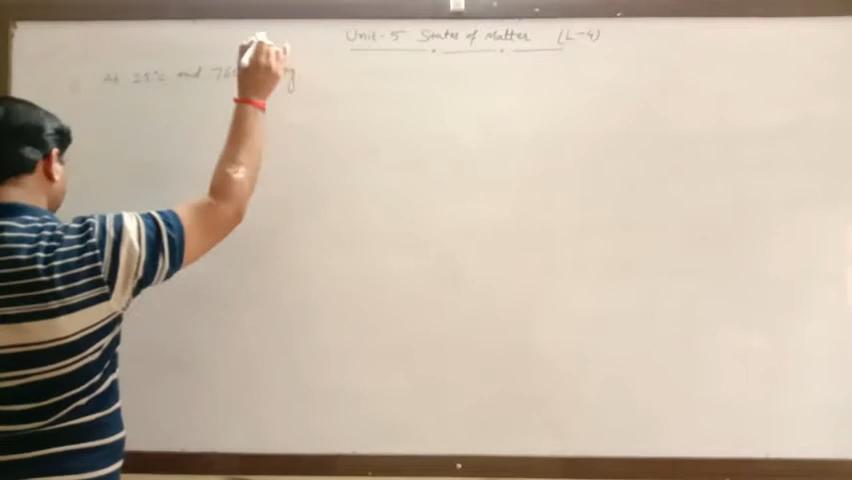 Unit-5 States of Matter (L-4)
At 25°C and 760